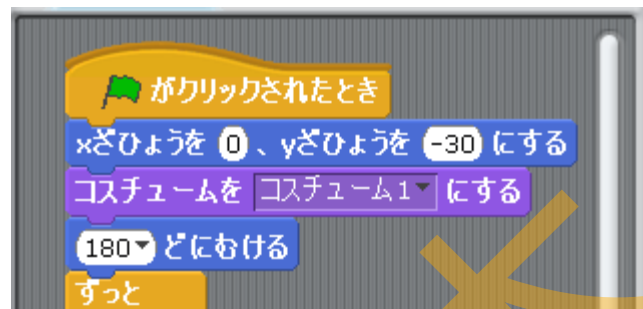 がクリックされたとき
xざひょうを 0 、yざひょうを -30 にする
コスチュームを コスチューム1 にする
180 どにむける
ずっと